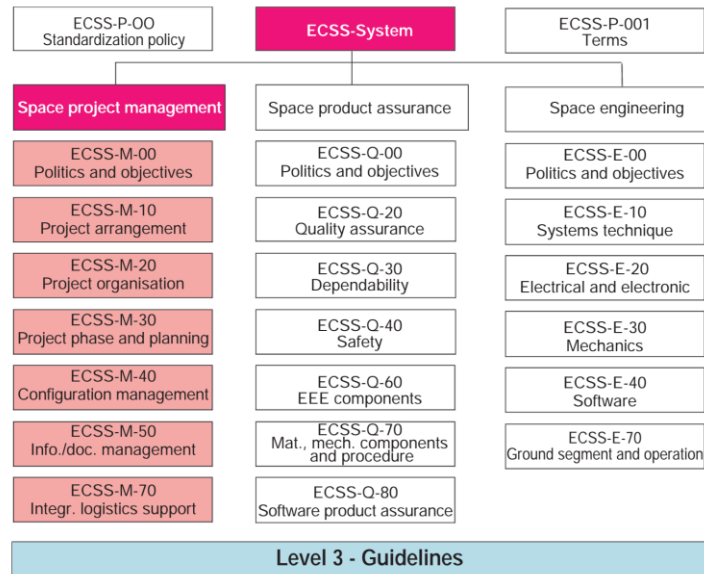 ECSS-P-OO
Standardization policy
ECSS-System
ECSS-P-001
Terms
Space project management
Space product assurance
Space engineering
ECSS-M-00
Politics and objectives
ECSS-Q-00
Politics and objectives
ECSS-E-00
Politics and objectives
ECSS-M-10
Project arrangement
ECSS-Q-20
Quality assurance
ECSS-E-10
Systems technique
ECSS-M-20
Project organisation
ECSS-Q-30
Dependability
ECSS-E-20
Electrical and electronic
ECSS-M-30
Project phase and planning
ECSS-Q-40
Safety
ECSS-E-30
Mechanics
ECSS-M-40
Configuration management
ECSS-Q-60
EEE components
ECSS-E-40
Software
ECSS-M-50
Info./doc. management
ECSS-Q-70
Mat., mech. components
and procedure
ECSS-E-70
Ground segment and operation
ECSS-M-70
Integr. logistics support
ECSS-Q-80
Software product assurance
Level 3 - Guidelines